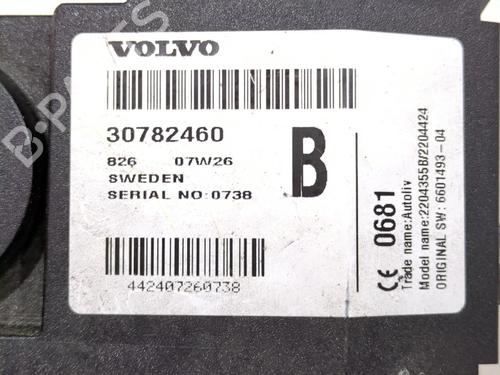 VOLVO
30782460
826 07W26
SWEDEN
SERIAL NO:0738
B
442407260738
CE 0681
Trade name:Autoliv
Model name:2204355B/2204424
ORIGINAL SW: 6601493-04
B-PARTS